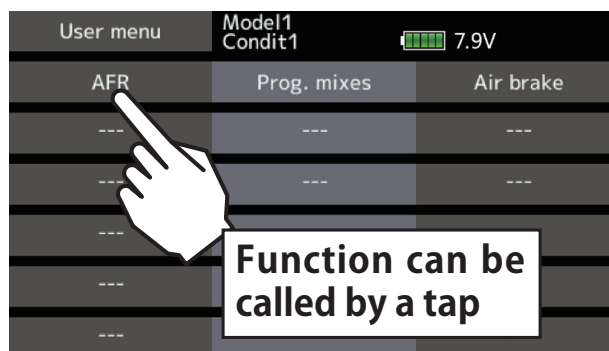 User menu
Model1
Condit1
7.9V
AFR
Prog. mixes
Air brake
---
---
---
---
---
---
---
---
---
Function can be
called by a tap